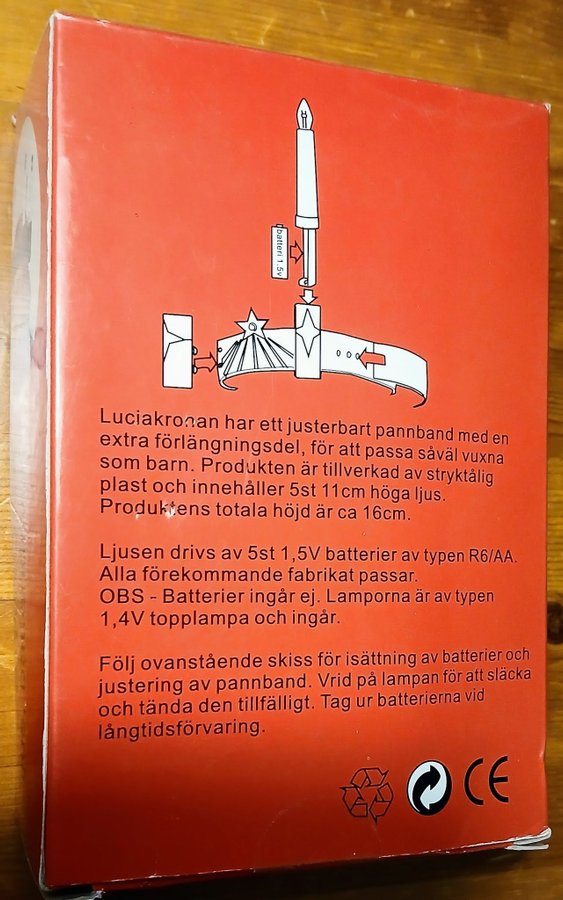 batteri 1.5v
Luciakronan har ett justerbart pannband med en
extra förlängningsdel, för att passa såväl vuxna
som barn. Produkten är tillverkad av stryktålig
plast och innehåller 5st 11cm höga ljus.
Produktens totala höjd är ca 16cm.
Ljusen drivs av 5st 1,5V batterier av typen R6/AA.
Alla förekommande fabrikat passar.
OBS - Batterier ingår ej. Lamporna är av typen
1,4V topplampa och ingår.
Följ ovanstående skiss för isättning av batterier och
justering av pannband. Vrid på lampan för att släcka
och tända den tillfälligt. Tag ur batterierna vid
långtidsförvaring.
CE